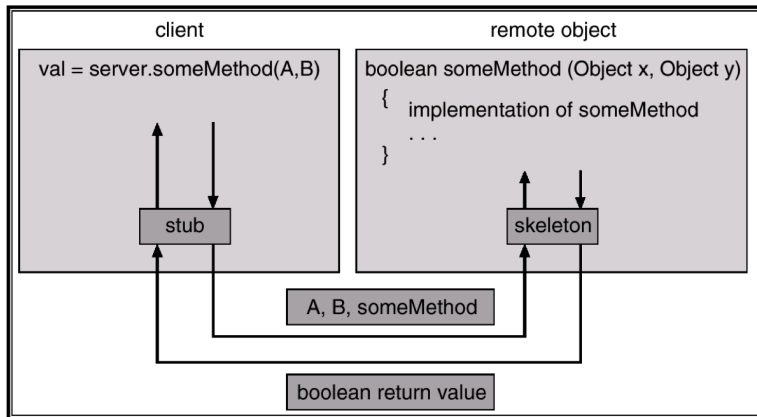 client
remote object
val = server.someMethod(A,B)
boolean someMethod (Object x, Object y)
{
implementation of someMethod
. . .
}
stub
skeleton
A, B, someMethod
boolean return value